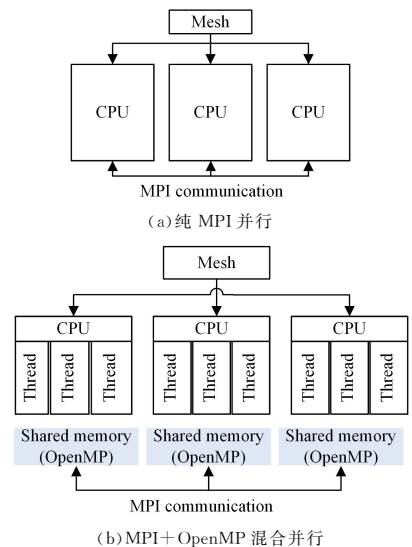 Mesh
CPU CPU CPU
MPI communication
(a)纯 MPI 并行
Mesh
CPU CPU CPU
Thread Thread Thread Thread Thread Thread Thread Thread Thread
Shared memory (OpenMP)
Shared memory (OpenMP)
Shared memory (OpenMP)
MPI communication
(b)MPI+OpenMP 混合并行